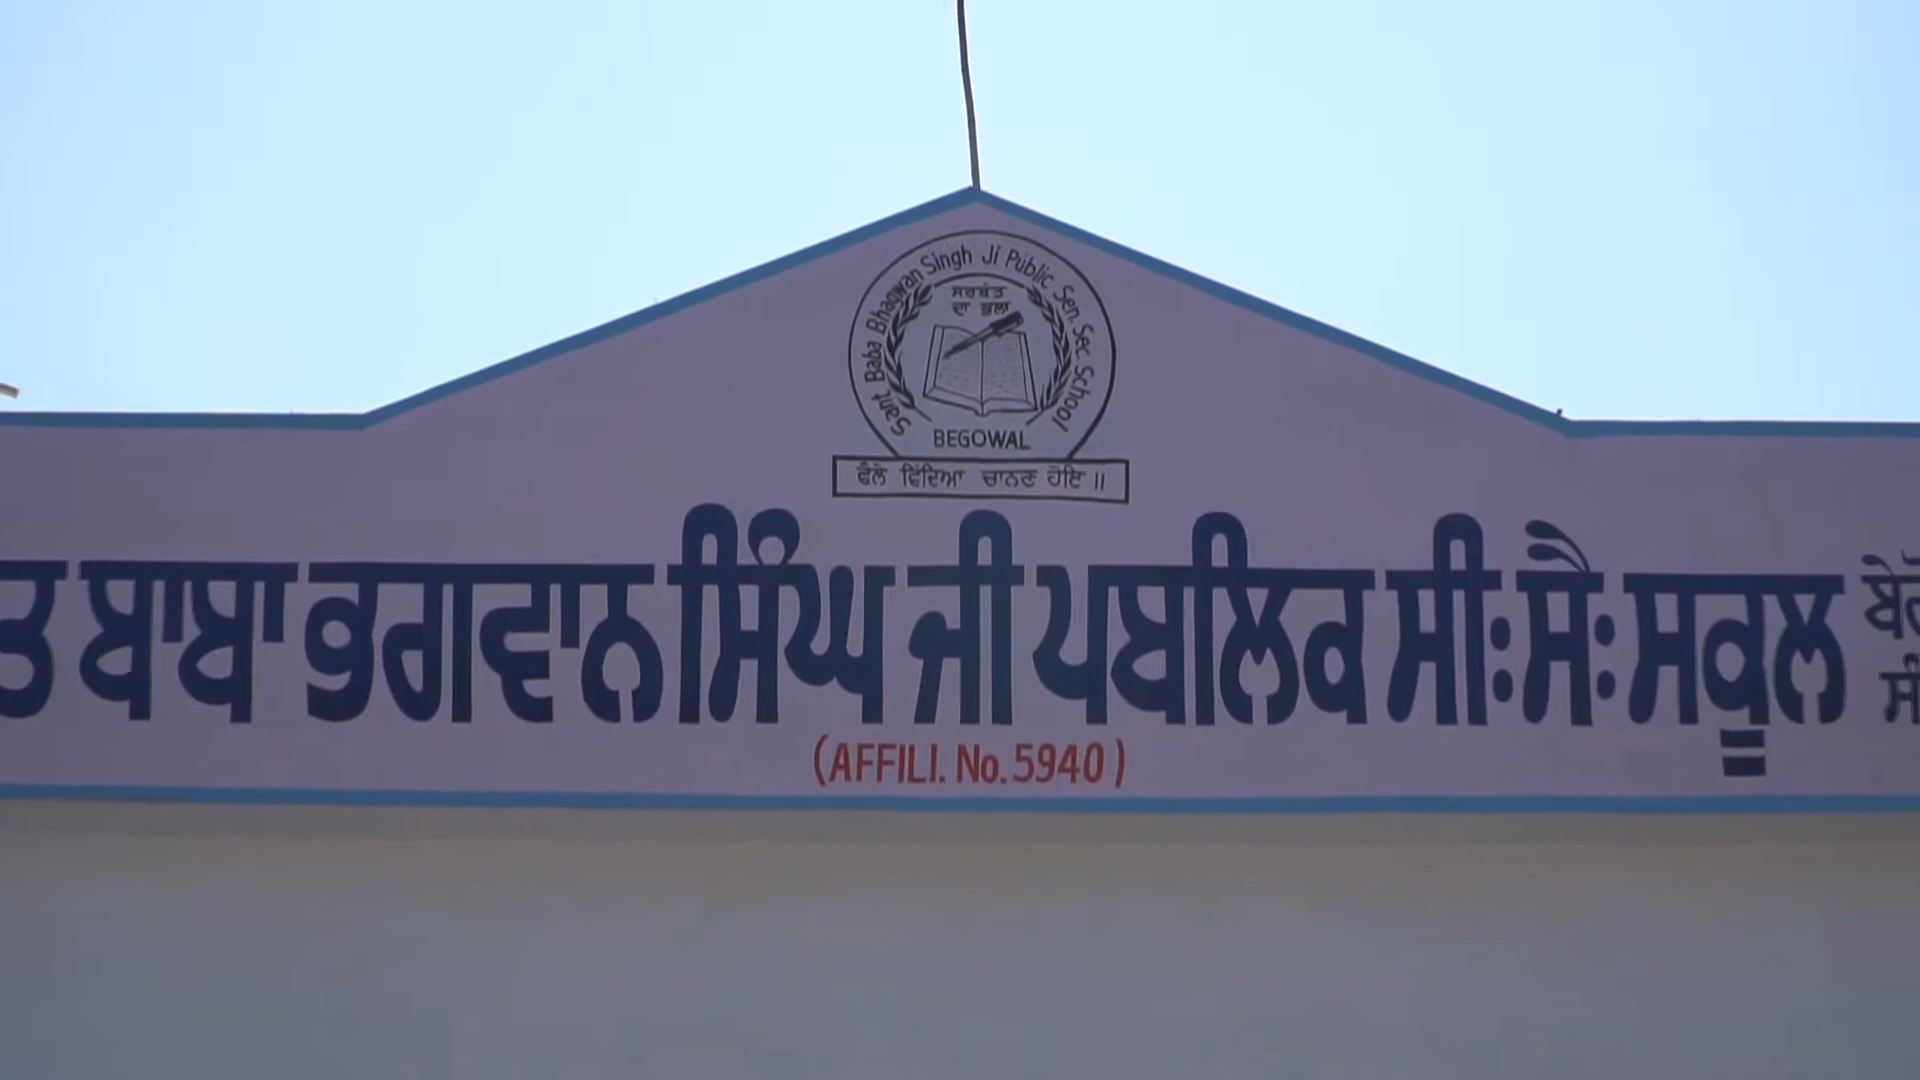 Sant Baba Bhagwan Singh Ji Public Sen. Sec. School
ਸਰਬੱਤ
ਦਾ ਭਲਾ
BEGOWAL
ਫੈਲੇ ਵਿੱਦਿਆ ਚਾਨਣ ਹੋਇ ॥
ਬਾਬਾ ਭਗਵਾਨ ਸਿੰਘ ਜੀ ਪਬਲਿਕ ਸੀਃਸੈਃ ਸਕੂਲ
(AFFILI. No. 5940)